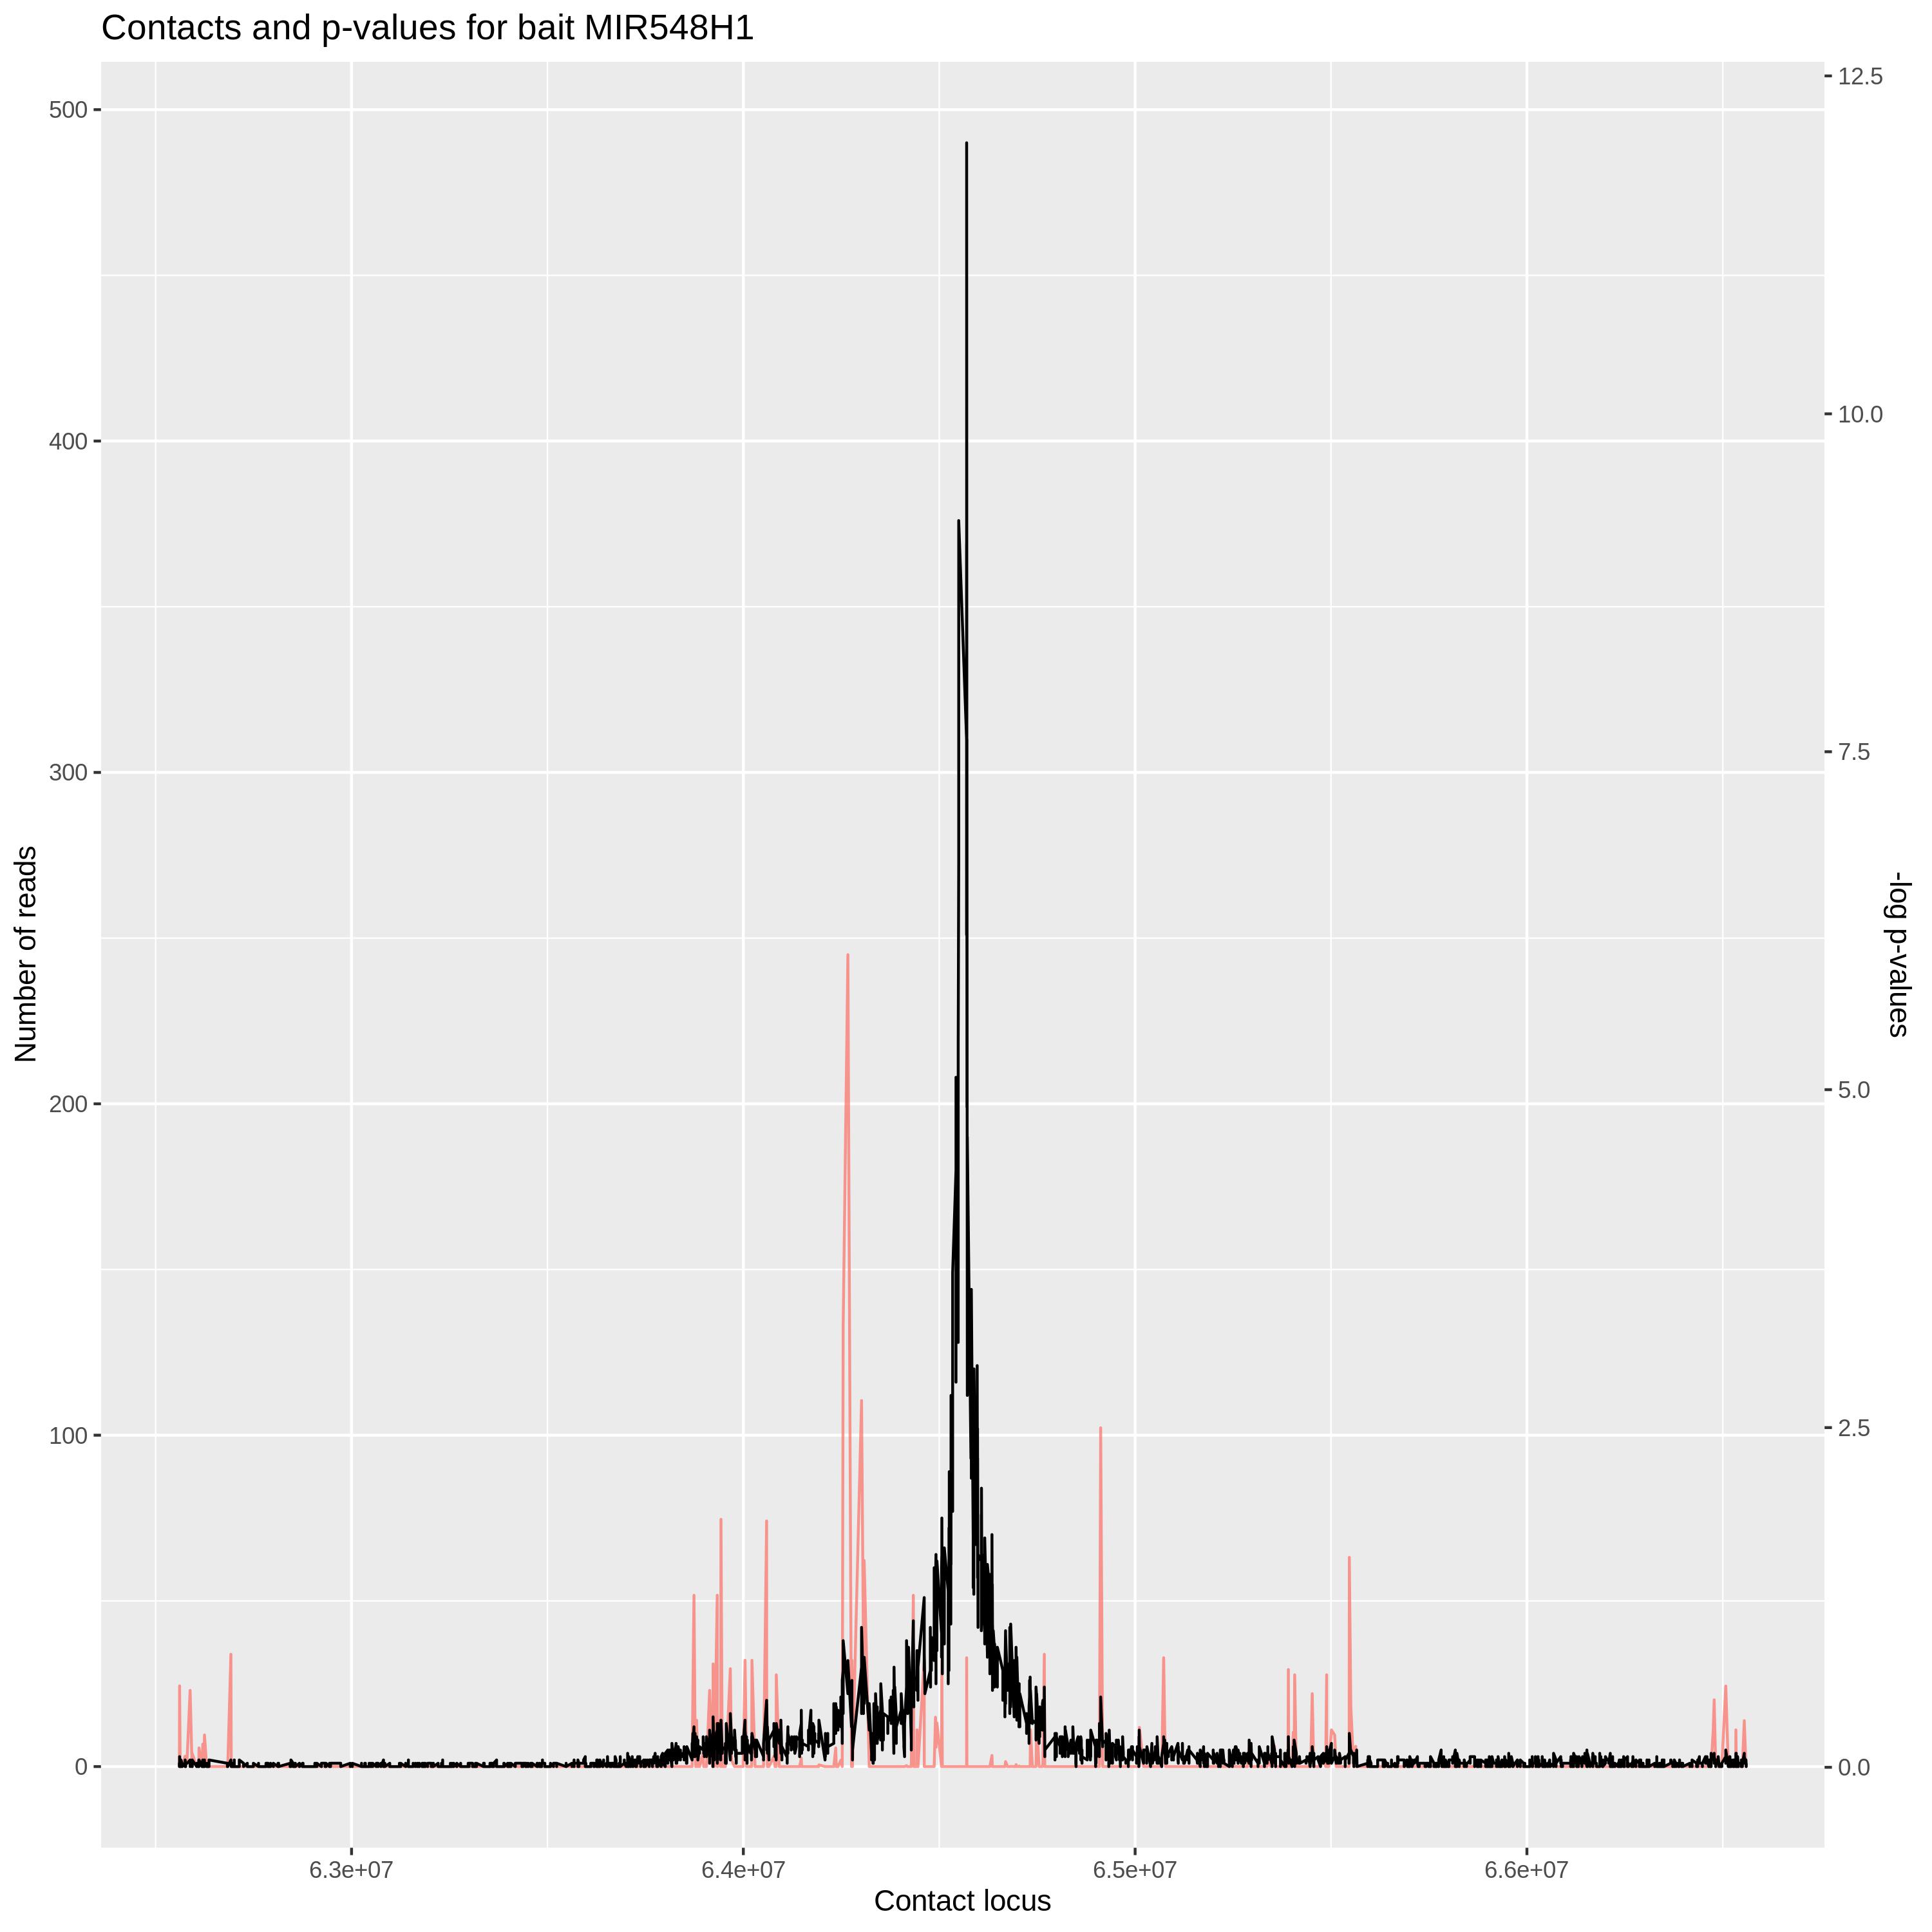 Contacts and p-values for bait MIR548H1
500
400
300
200
100
0
Number of reads
12.5
10.0
7.5
5.0
2.5
0.0
-log p-values
6.3e+07
6.4e+07
6.5e+07
6.6e+07
Contact locus